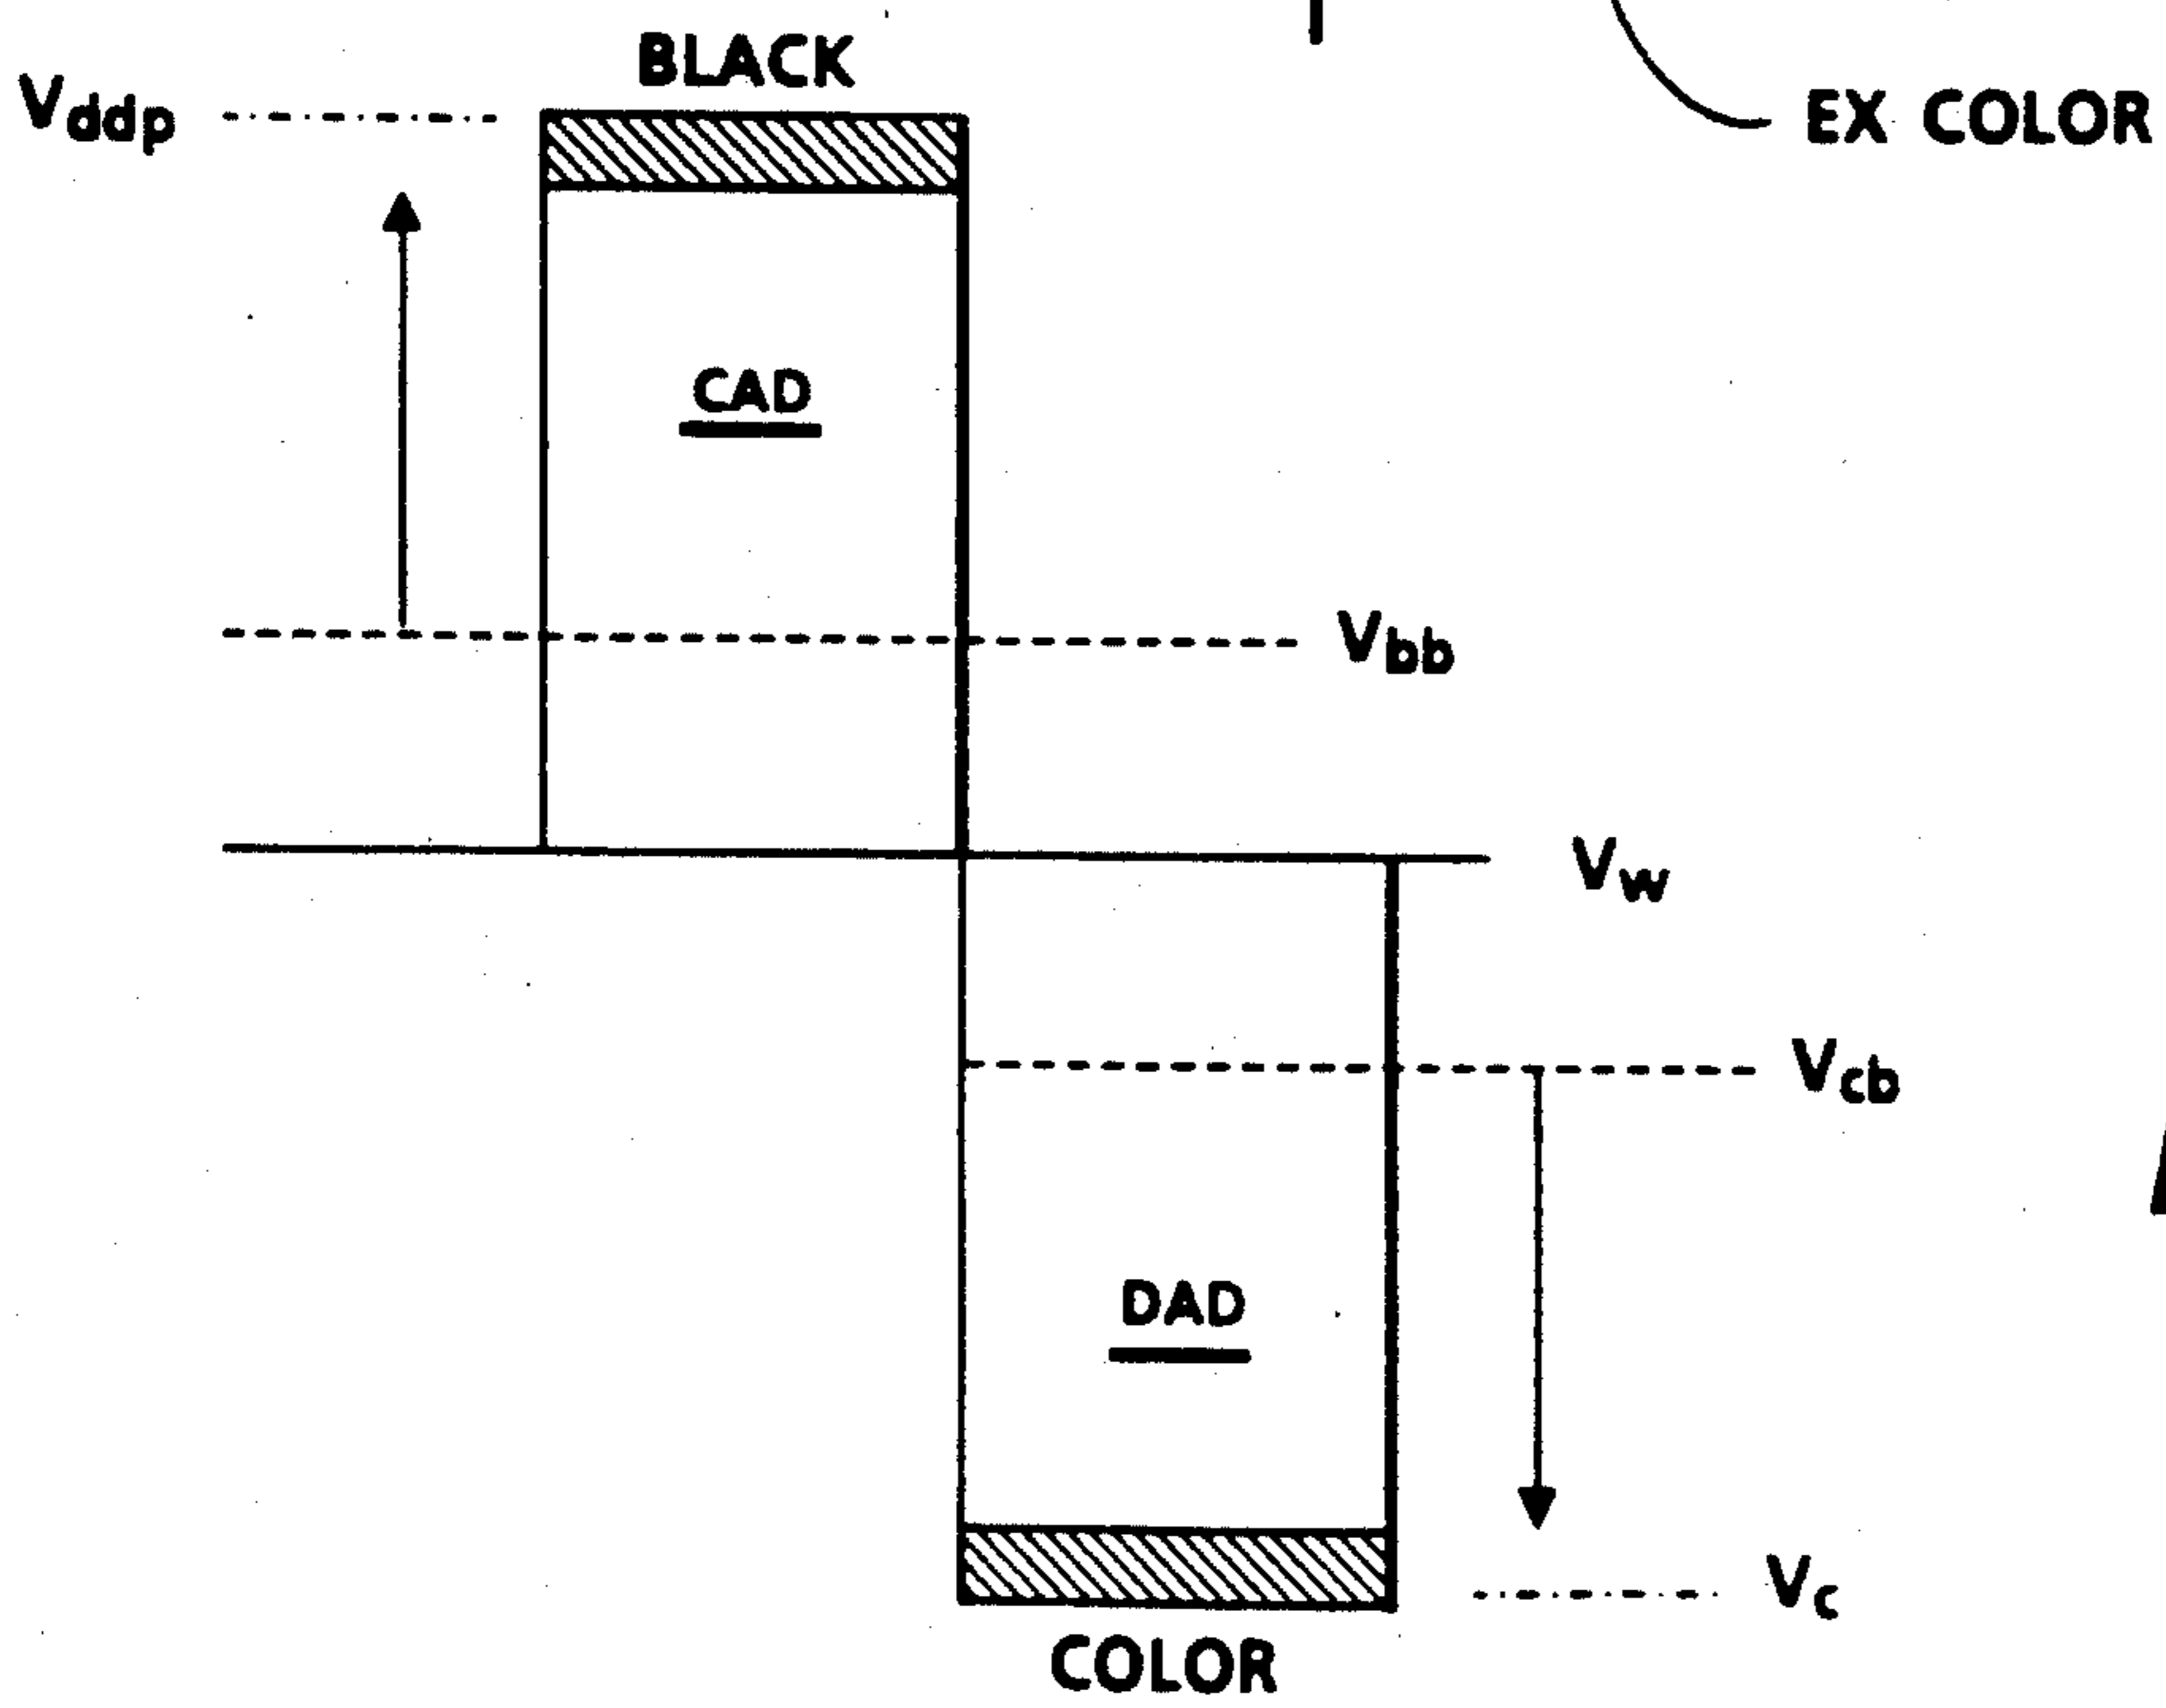 BLACK
Vddp
EX COLOR
CAD
Vbb
Vw
Vcb
DAD
Vc
COLOR